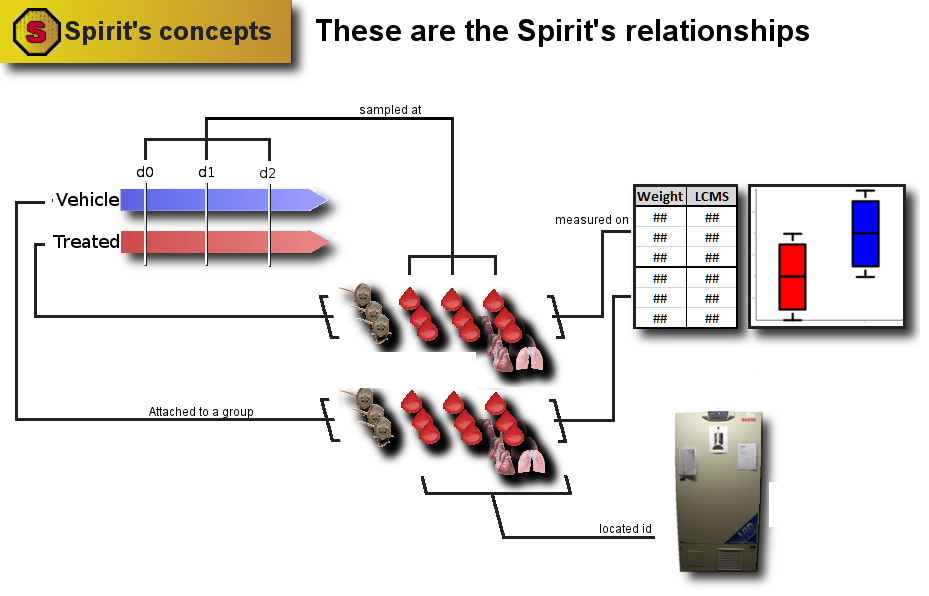 S Spirit's concepts
These are the Spirit's relationships
sampled at
d0 d1 d2
Vehicle
Treated
measured on
Weight LCMS
## ##
## ##
## ##
## ##
## ##
## ##
Attached to a group
located id